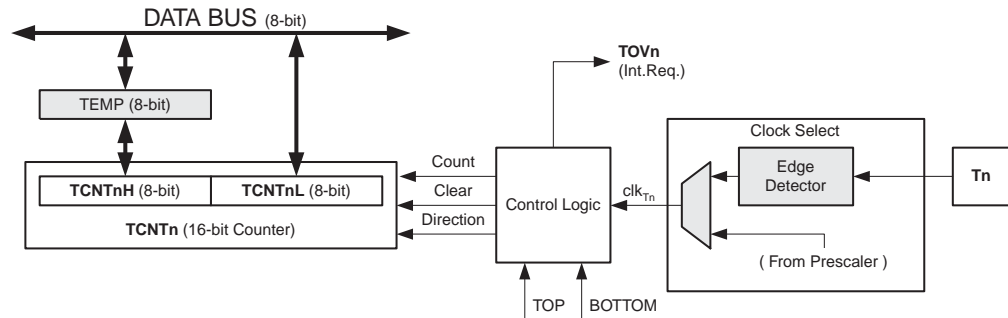 DATA BUS (8-bit)
TOVn
(Int.Req.)
TEMP (8-bit)
Clock Select
Count
Edge
Detector
Tn
TCNTnH (8-bit) TCNTnL (8-bit)
Clear
Control Logic
clkTn
TCNTn (16-bit Counter)
Direction
( From Prescaler )
TOP BOTTOM